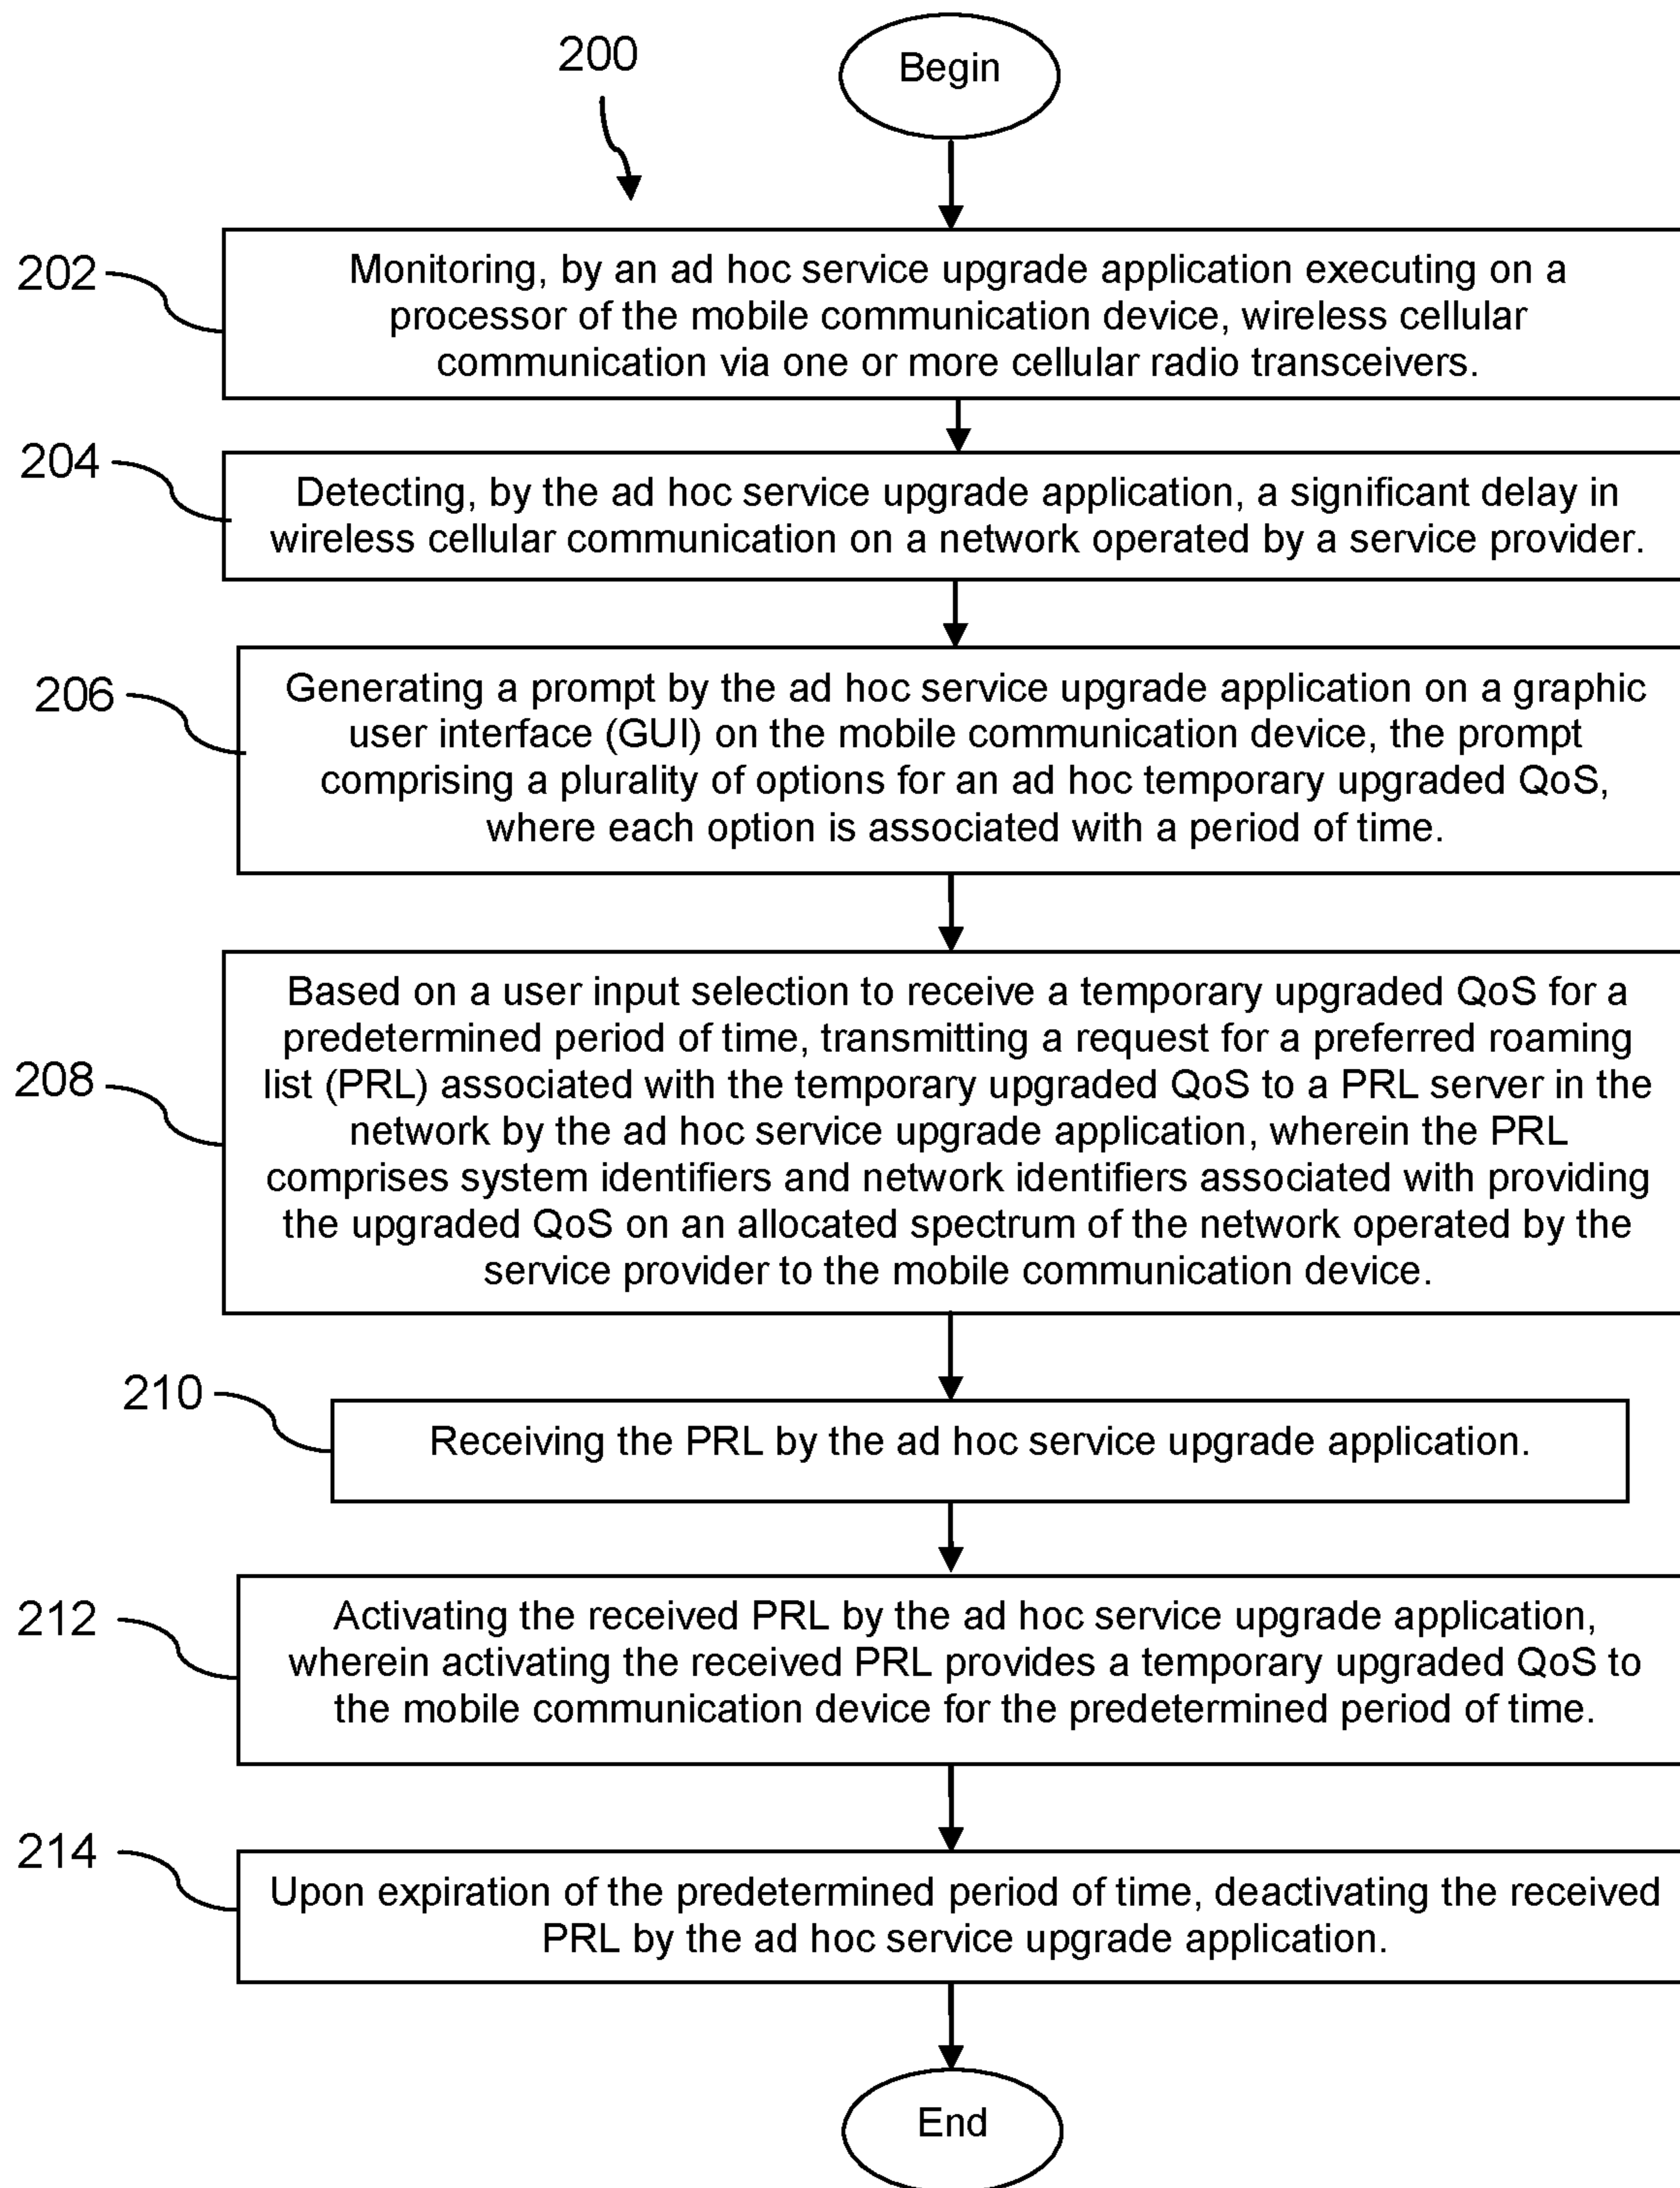 200
Begin
202
Monitoring, by an ad hoc service upgrade application executing on a
processor of the mobile communication device, wireless cellular
communication via one or more cellular radio transceivers.
204
Detecting, by the ad hoc service upgrade application, a significant delay in
wireless cellular communication on a network operated by a service provider.
206
Generating a prompt by the ad hoc service upgrade application on a graphic
user interface (GUI) on the mobile communication device, the prompt
comprising a plurality of options for an ad hoc temporary upgraded QoS,
where each option is associated with a period of time.
208
Based on a user input selection to receive a temporary upgraded QoS for a
predetermined period of time, transmitting a request for a preferred roaming
list (PRL) associated with the temporary upgraded QoS to a PRL server in the
network by the ad hoc service upgrade application, wherein the PRL
comprises system identifiers and network identifiers associated with providing
the upgraded QoS on an allocated spectrum of the network operated by the
service provider to the mobile communication device.
210
Receiving the PRL by the ad hoc service upgrade application.
212
Activating the received PRL by the ad hoc service upgrade application,
wherein activating the received PRL provides a temporary upgraded QoS to
the mobile communication device for the predetermined period of time.
214
Upon expiration of the predetermined period of time, deactivating the received
PRL by the ad hoc service upgrade application.
End